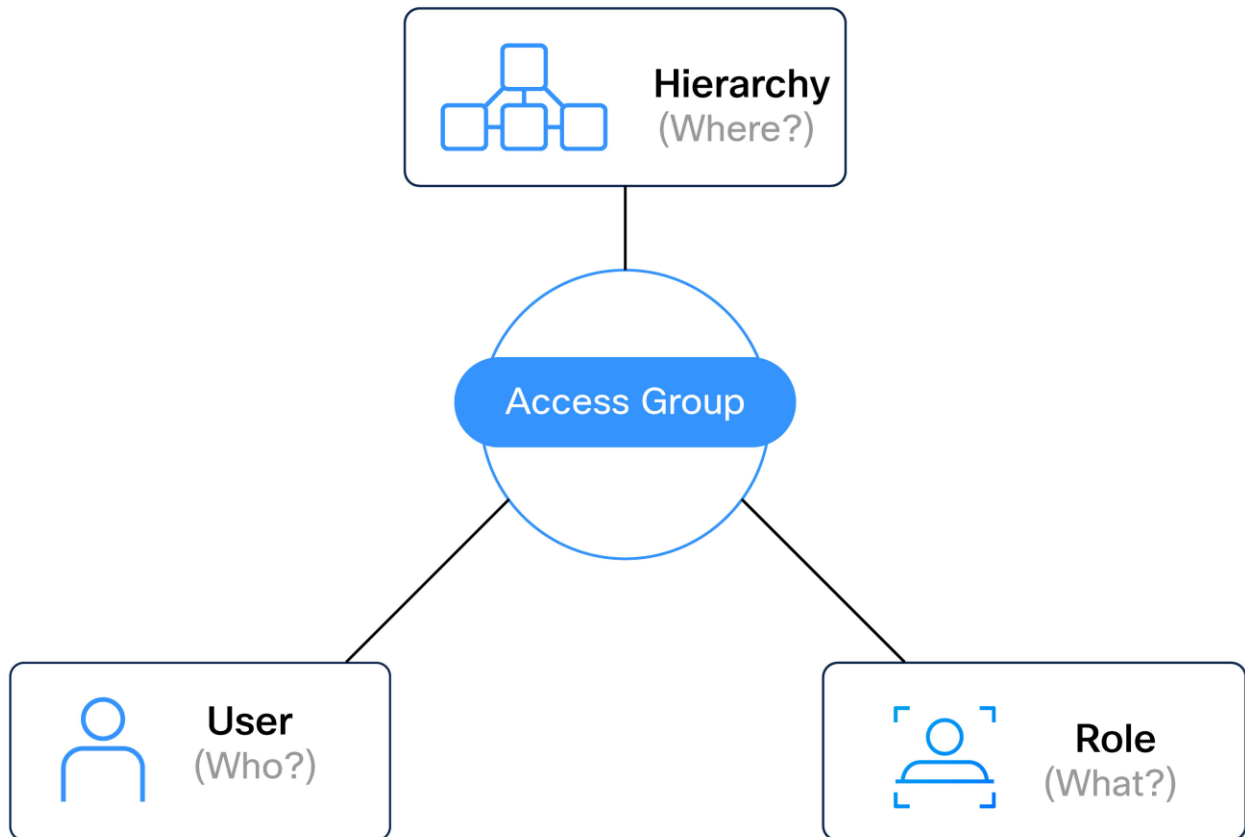 Hierarchy
(Where?)
Access Group
User
(Who?)
Role
(What?)